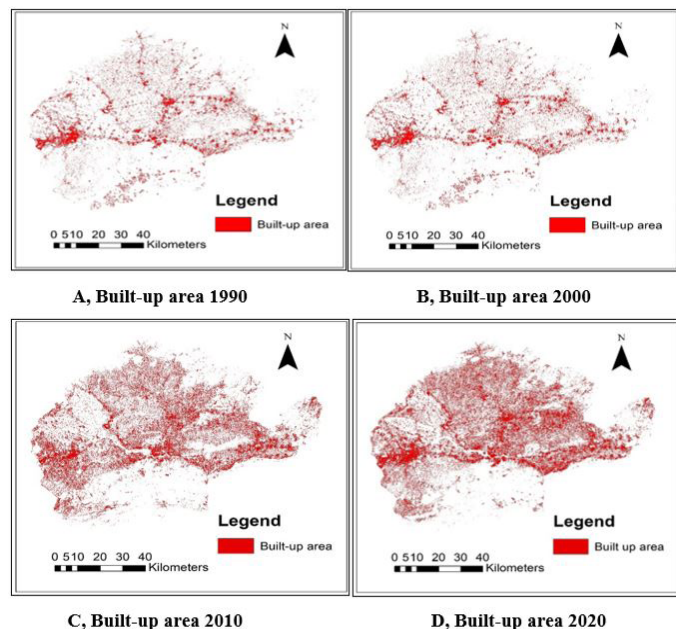 N
Legend
Built-up area
0 5 10 20 30 40
Kilometers
A, Built-up area 1990
N
Legend
Built-up area
0 5 10 20 30 40
Kilometers
B, Built-up area 2000
N
Legend
Built-up area
0 5 10 20 30 40
Kilometers
C, Built-up area 2010
N
Legend
Built up area
0 5 10 20 30 40
Kilometers
D, Built-up area 2020